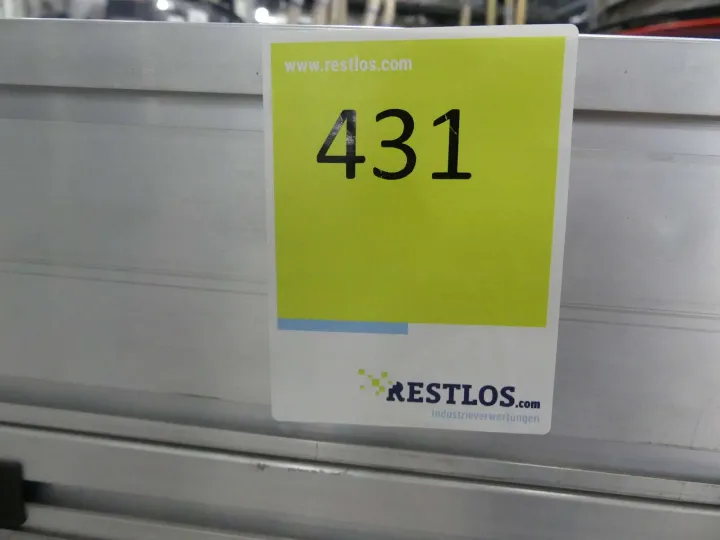 www.restlos.com
431
RESTLOS.com
Industrieverwertungen